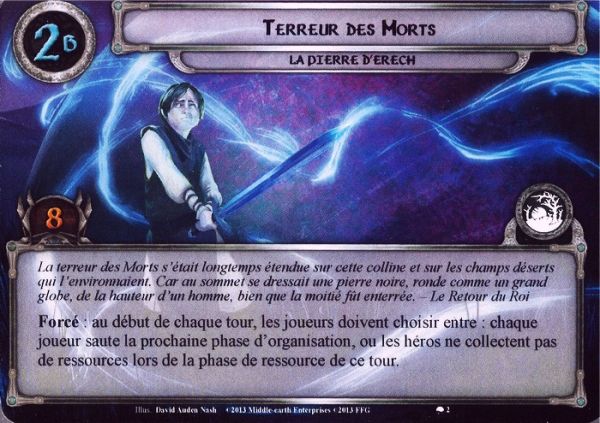 2B
TERREUR DES MORTS
LA PIERRE D'ERECH
8
La terreur des Morts s'était longtemps étendue sur cette colline et sur les champs déserts
qui l'environnaient. Car au sommet se dressait une pierre noire, ronde comme un grand
globe, de la hauteur d'un homme, bien que la moitié fût enterrée. – Le Retour du Roi
Forcé : au début de chaque tour, les joueurs doivent choisir entre : chaque
joueur saute la prochaine phase d'organisation, ou les héros ne collectent pas
de ressources lors de la phase de ressource de ce tour.
Illus. David Auden Nash ©2013 Middle-earth Enterprises ©2013 FFG 2